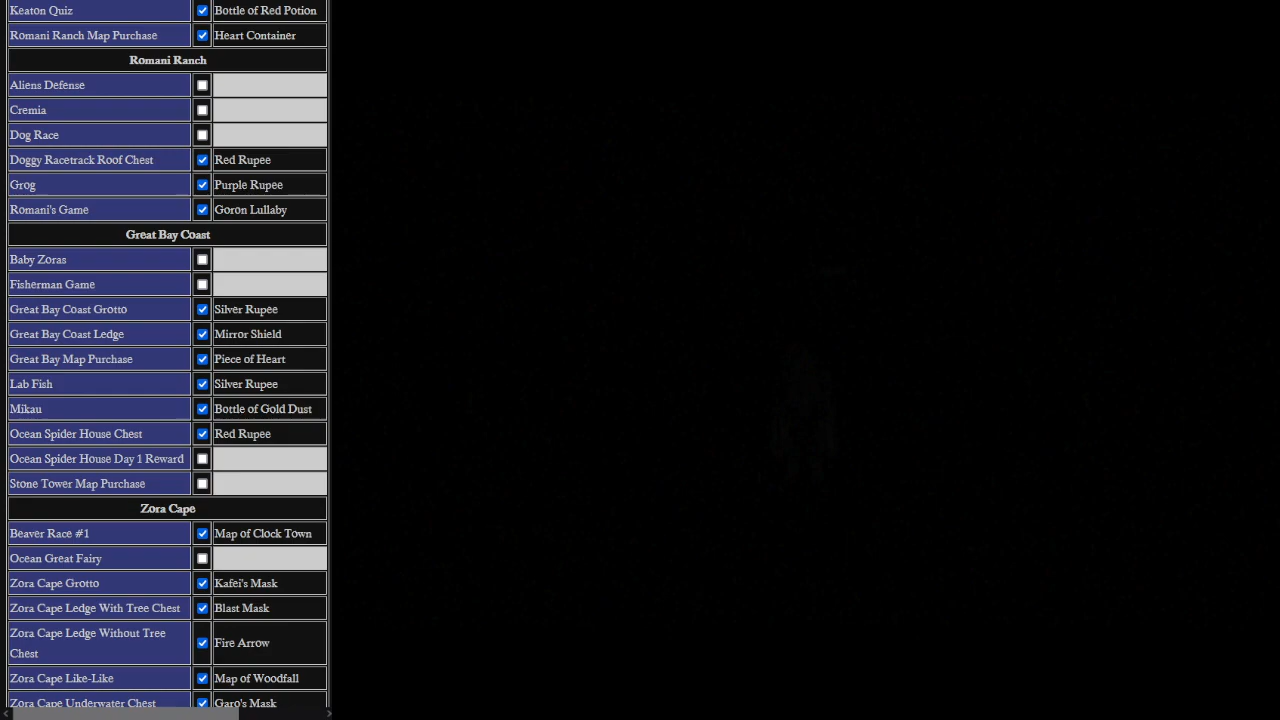 Keaton Quiz Bottle of Red Potion
Romani Ranch Map Purchase Heart Container
Romani Ranch
Aliens Defense
Cremia
Dog Race
Doggy Racetrack Roof Chest Red Rupee
Grog Purple Rupee
Romani's Game Goron Lullaby
Great Bay Coast
Baby Zoras
Fisherman Game
Great Bay Coast Grotto Silver Rupee
Great Bay Coast Ledge Mirror Shield
Great Bay Map Purchase Piece of Heart
Lab Fish Silver Rupee
Mikau Bottle of Gold Dust
Ocean Spider House Chest Red Rupee
Ocean Spider House Day 1 Reward
Stone Tower Map Purchase
Zora Cape
Beaver Race #1 Map of Clock Town
Ocean Great Fairy
Zora Cape Grotto Kafei's Mask
Zora Cape Ledge With Tree Chest Blast Mask
Zora Cape Ledge Without Tree
Chest Fire Arrow
Zora Cape Like-Like Map of Woodfall
Zora Cape Underwater Chest Garo's Mask